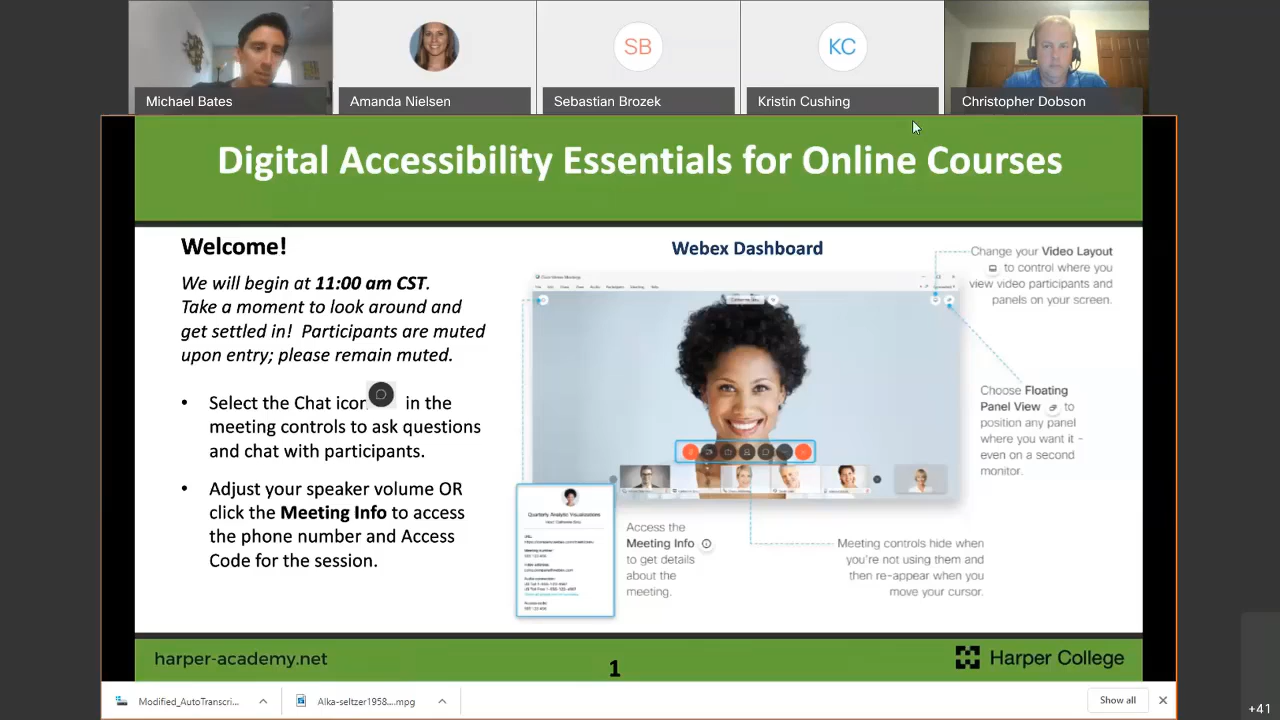 Michael Bates
Amanda Nielsen
SB
Sebastian Brozek
KC
Kristin Cushing
Christopher Dobson
Digital Accessibility Essentials for Online Courses
Welcome!
We will begin at 11:00 am CST.
Take a moment to look around and
get settled in! Participants are muted
upon entry; please remain muted.
• Select the Chat icon in the
meeting controls to ask questions
and chat with participants.
• Adjust your speaker volume OR
click the Meeting Info to access
the phone number and Access
Code for the session.
Webex Dashboard
Change your Video Layout
to control where you
view video participants and
panels on your screen.
Choose Floating
Panel View to
position any panel
where you want it -
even on a second
monitor.
Quarterly Analytic Visualizations
Access the
Meeting Info
to get details
about the
meeting.
Meeting controls hide when
you're not using them and
then re-appear when you
move your cursor.
harper-academy.net
1
Harper College
Modified_AutoTranscri...
Alka-seltzer1958....mpg
Show all
+41